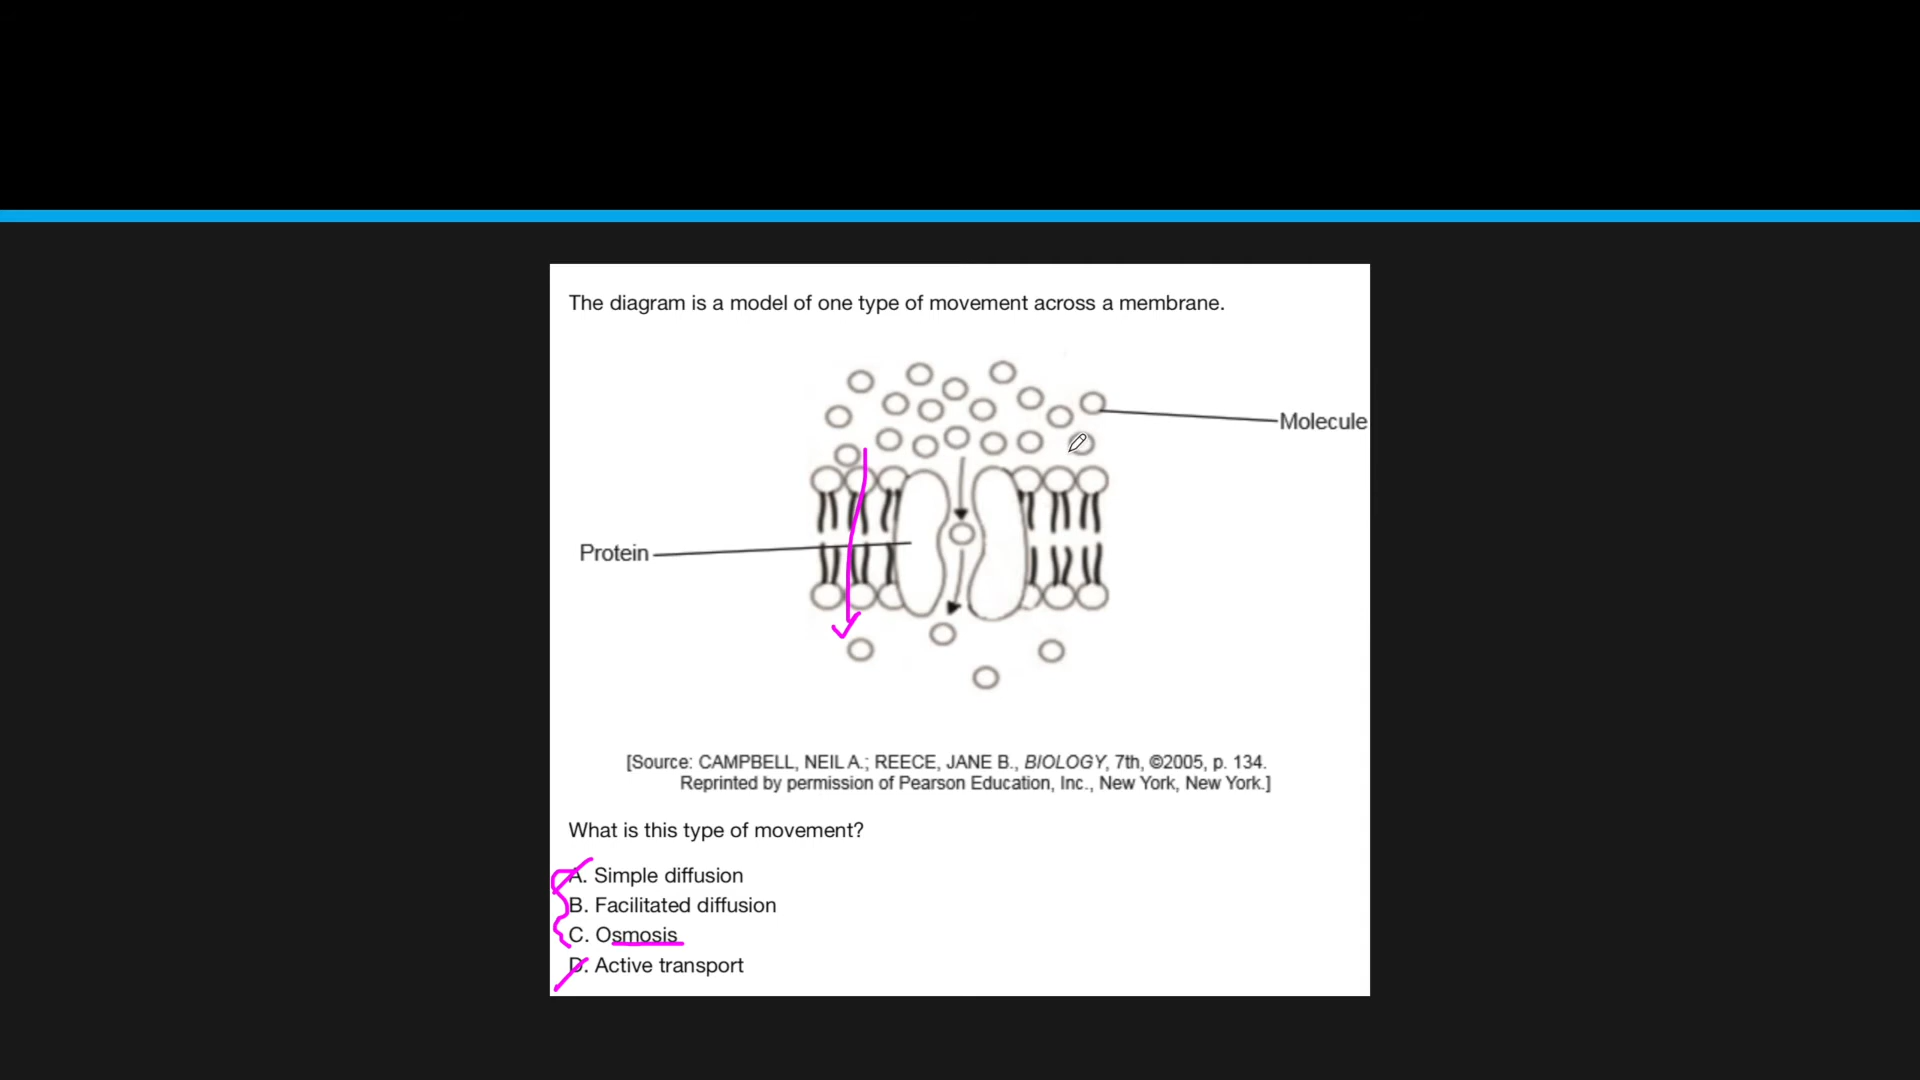 The diagram is a model of one type of movement across a membrane.
Molecule
Protein
[Source: CAMPBELL, NEIL A.; REECE, JANE B., BIOLOGY, 7th, ©2005, p. 134.
Reprinted by permission of Pearson Education, Inc., New York, New York.]
What is this type of movement?
A. Simple diffusion
B. Facilitated diffusion
C. Osmosis
D. Active transport